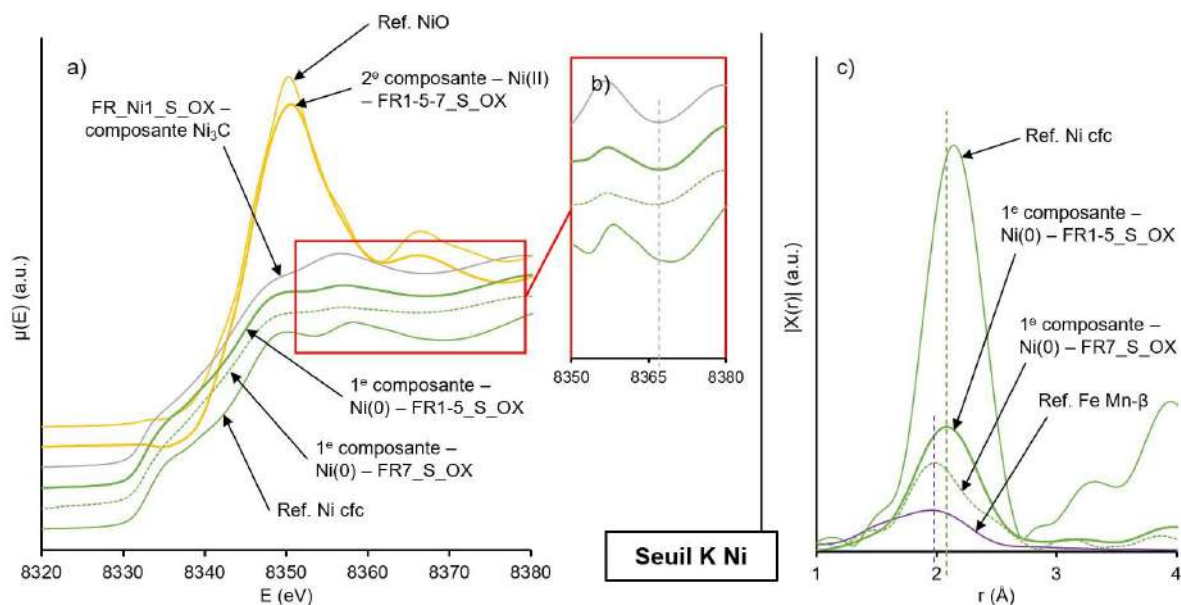 a)
Ref. NiO
2e composante – Ni(II)
– FR1-5-7_S_OX
FR_Ni1_S_OX –
composante Ni₃C
1e composante –
Ni(0) – FR1-5_S_OX
1e composante –
Ni(0) – FR7_S_OX
Ref. Ni cfc
µ(E) (a.u.)
8320 8330 8340 8350 8360 8370 8380
E (eV)
b)
8350 8365 8380
Seuil K Ni
c)
Ref. Ni cfc
1e composante –
Ni(0) – FR1-5_S_OX
1e composante –
Ni(0) – FR7_S_OX
Ref. Fe Mn-β
|X(r)| (a.u.)
1 2 3 4
r (Å)